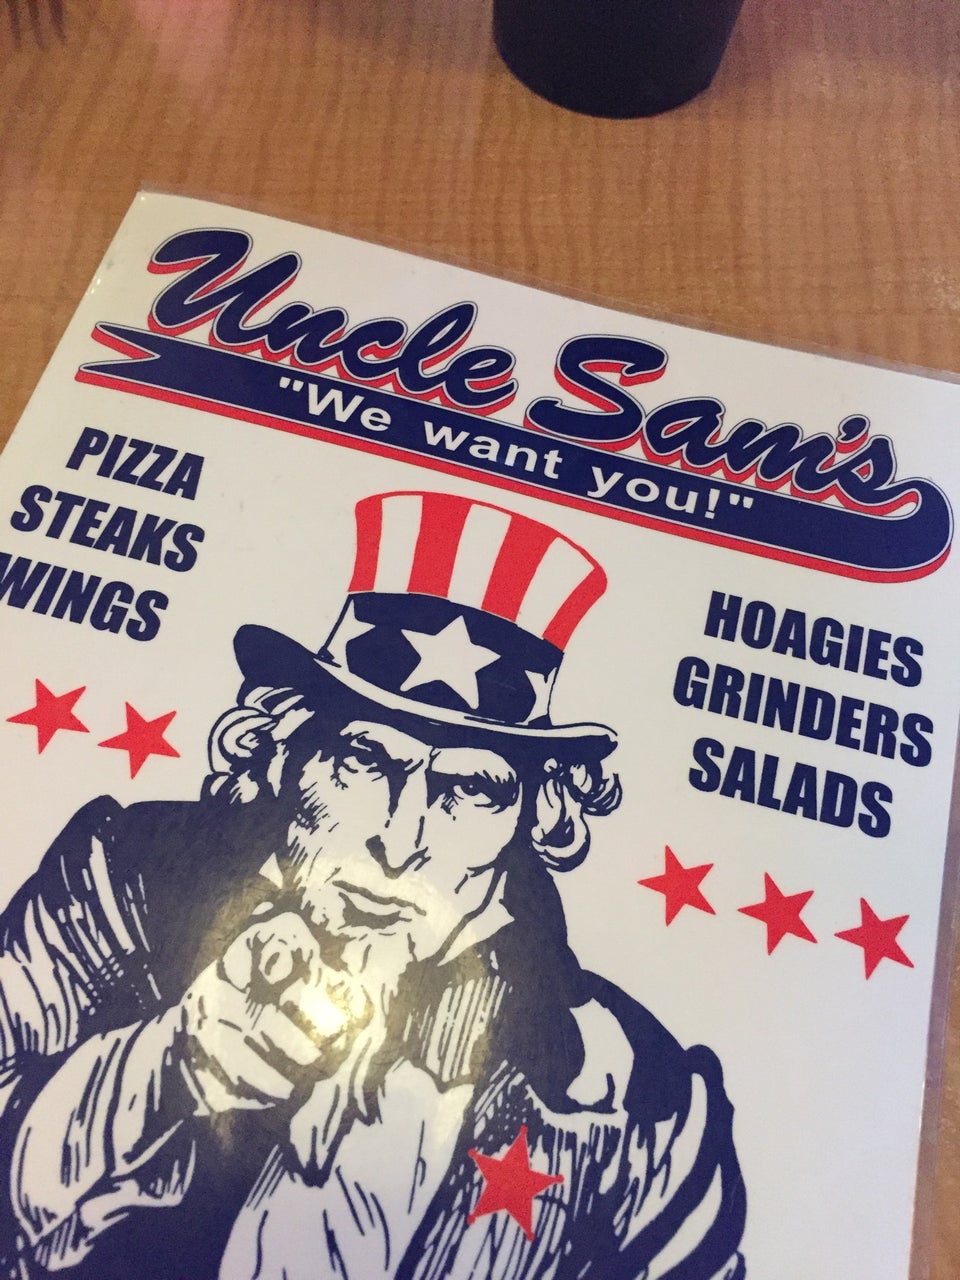 Uncle Sam's
"We want you!"
PIZZA
STEAKS
WINGS
HOAGIES
GRINDERS
SALADS